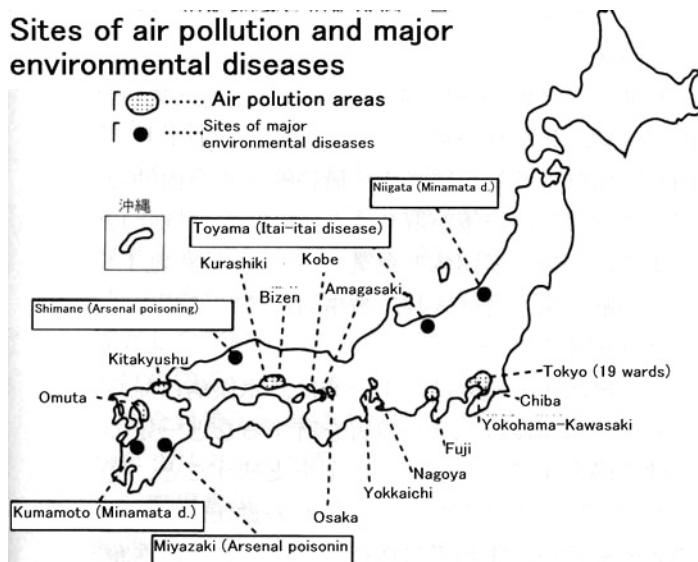 Sites of air pollution and major
environmental diseases
Air polution areas
Sites of major
environmental diseases
Niigata (Minamata d.)
沖縄
Toyama (Itai-itai disease)
Kurashiki
Kobe
Bizen
Amagasaki
Shimane (Arsenal poisoning)
Kitakyushu
Omuta
Tokyo (19 wards)
Chiba
Yokohama-Kawasaki
Fuji
Nagoya
Yokkaichi
Osaka
Kumamoto (Minamata d.)
Miyazaki (Arsenal poisonin